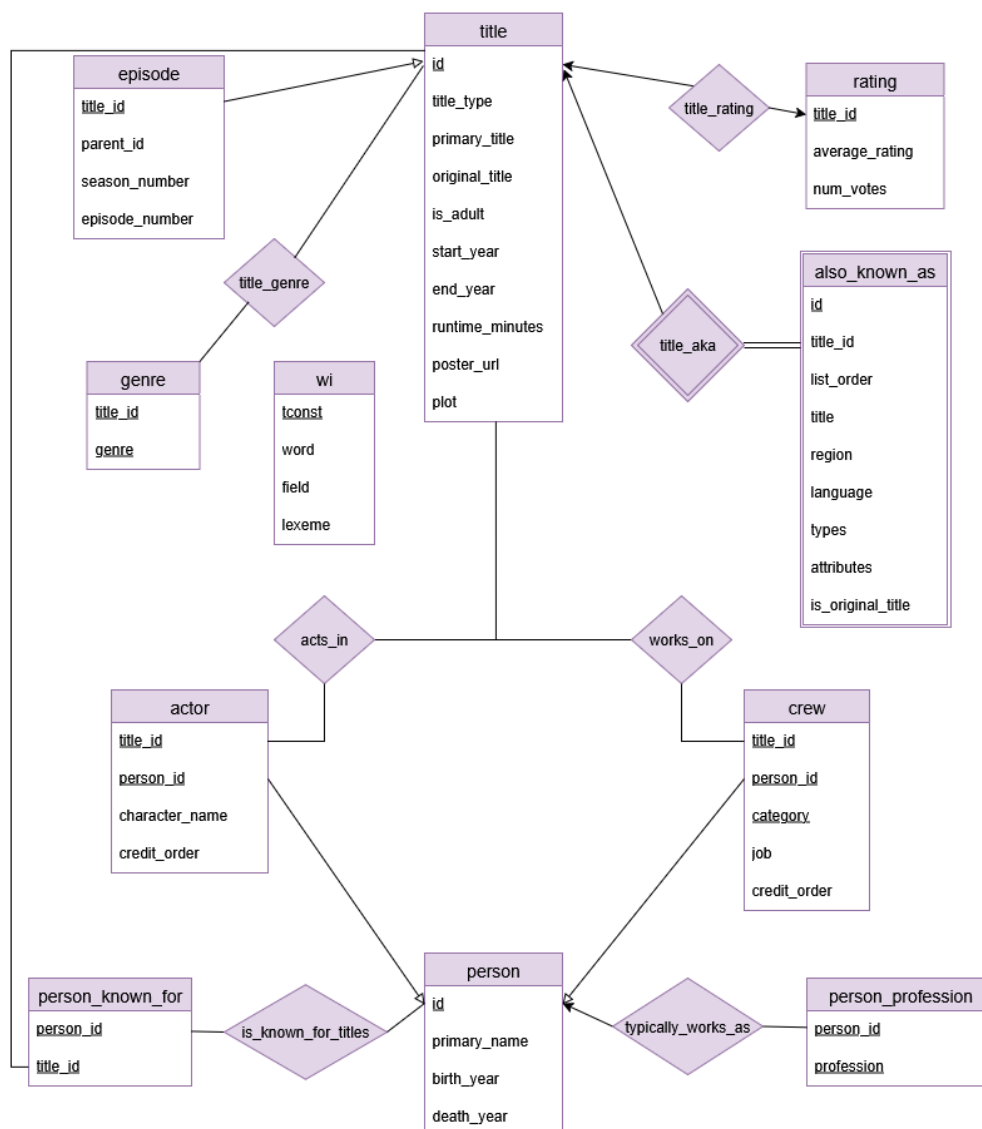 title
id
title_type
primary_title
original_title
is_adult
start_year
end_year
runtime_minutes
poster_url
plot
episode
title_id
parent_id
season_number
episode_number
title_rating
rating
title_id
average_rating
num_votes
title_genre
genre
title_id
genre
wi
tconst
word
field
lexeme
title_aka
also_known_as
id
title_id
list_order
title
region
language
types
attributes
is_original_title
acts_in
works_on
actor
title_id
person_id
character_name
credit_order
crew
title_id
person_id
category
job
credit_order
person_known_for
person_id
title_id
is_known_for_titles
person
id
primary_name
birth_year
death_year
typically_works_as
person_profession
person_id
profession